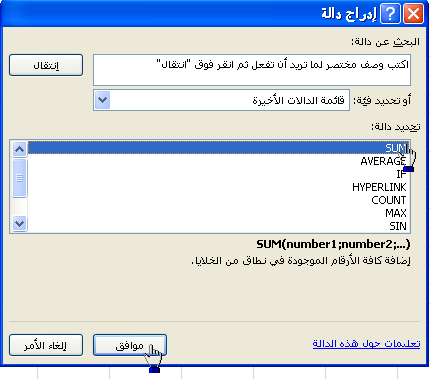 إدراج دالة
البحث عن دالة:
اكتب وصف مختصر لما تريد أن تفعل ثم انقر فوق "انتقال"
إنتقال
أو تحديد فئة: قائمة الدالات الأخيرة
تحديد دالة:
SUM
AVERAGE
IF
HYPERLINK
COUNT
MAX
SIN
SUM(number1;number2;...)
إضافة كافة الأرقام الموجودة في نطاق من الخلايا.
تعليمات حول هذه الدالة
موافق
إلغاء الأمر